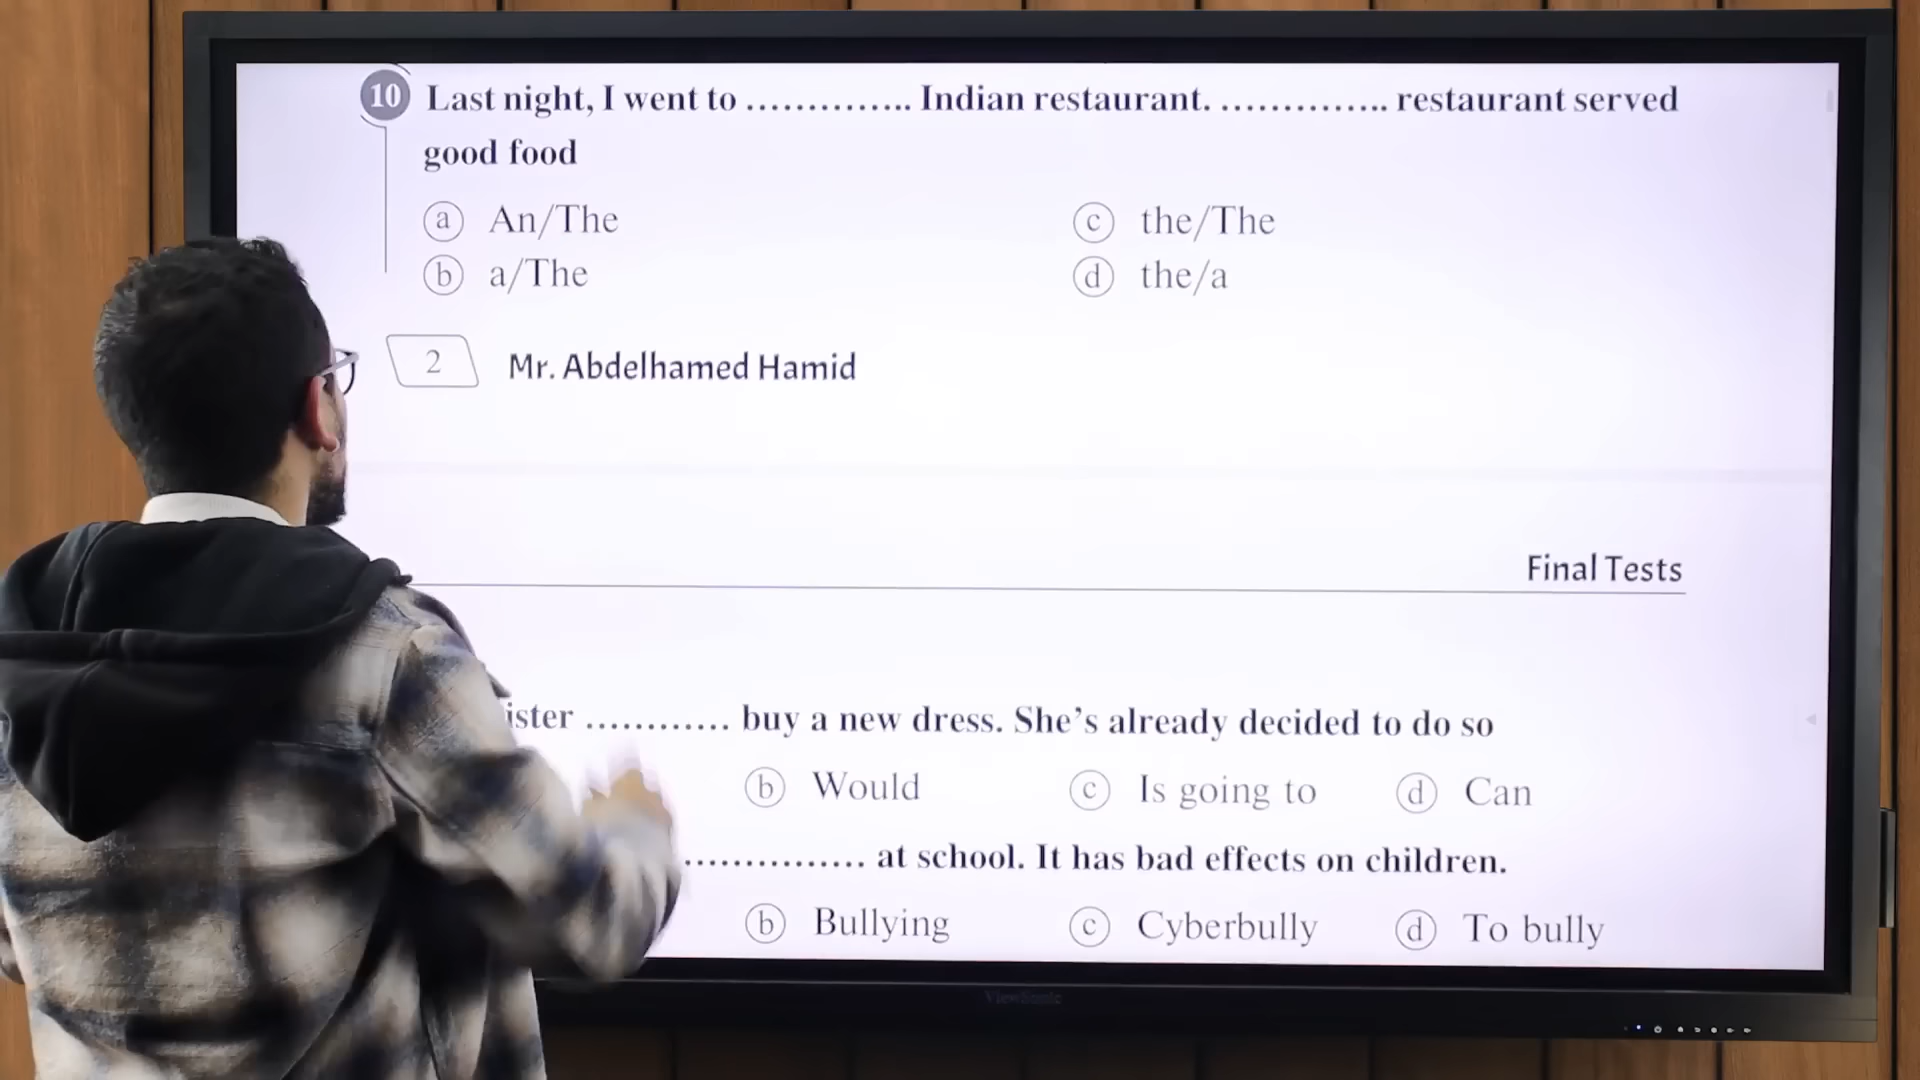 10 Last night, I went to .............. Indian restaurant. .............. restaurant served
good food
a An/The
c the/The
b a/The
d the/a
2 Mr. Abdelhamed Hamid
Final Tests
............ buy a new dress. She's already decided to do so
b Would c Is going to d Can
............... at school. It has bad effects on children.
b Bullying c Cyberbully d To bully
ViewSonic